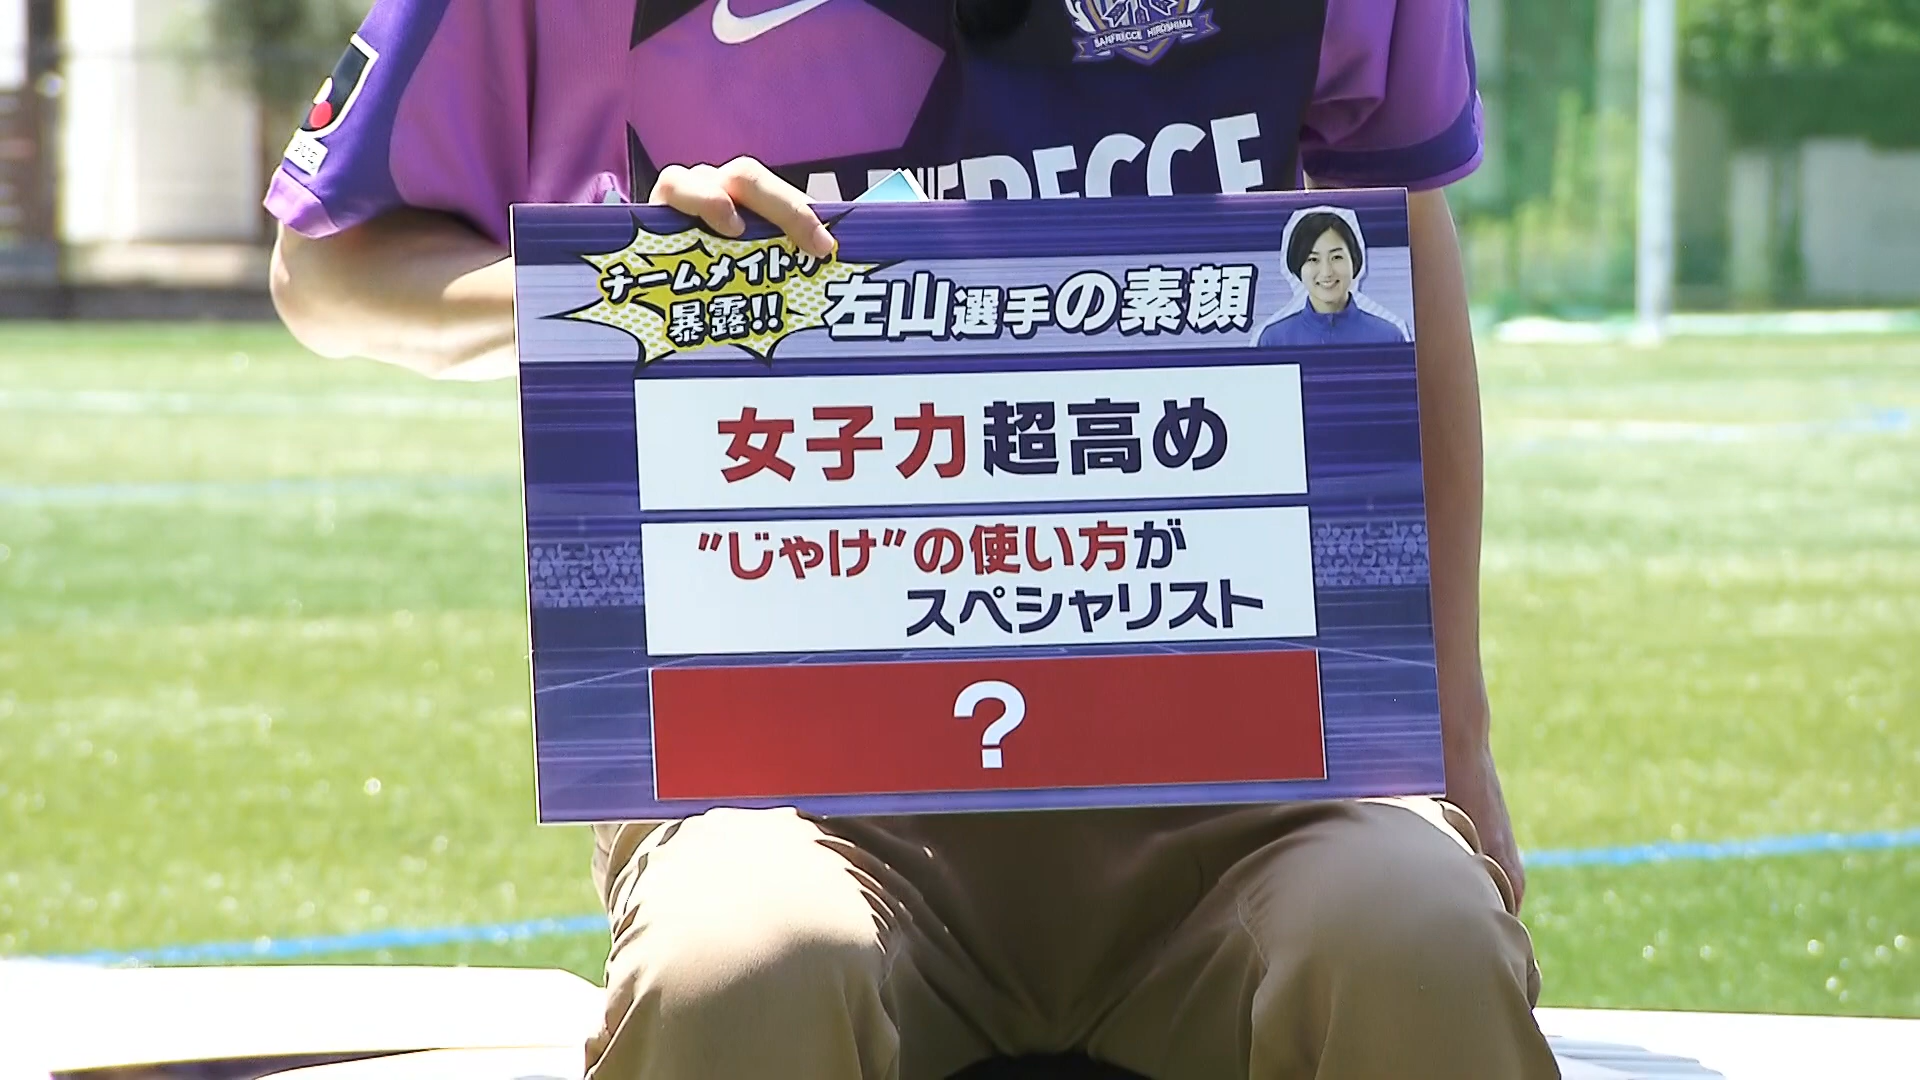 SANFRECCE HIROSHIMA
チームメイトが
暴露!!
左山選手の素顔
女子力超高め
"じゃけ"の使い方が
スペシャリスト
?